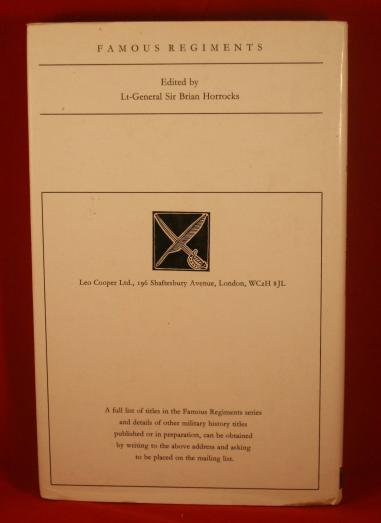 FAMOUS REGIMENTS
Edited by
Lt-General Sir Brian Horrocks
Leo Cooper Ltd., 196 Shaftesbury Avenue, London, WC2H 8JL
A full list of titles in the Famous Regiments series
and details of other military history titles
published or in preparation, can be obtained
by writing to the above address and asking
to be placed on the mailing list.